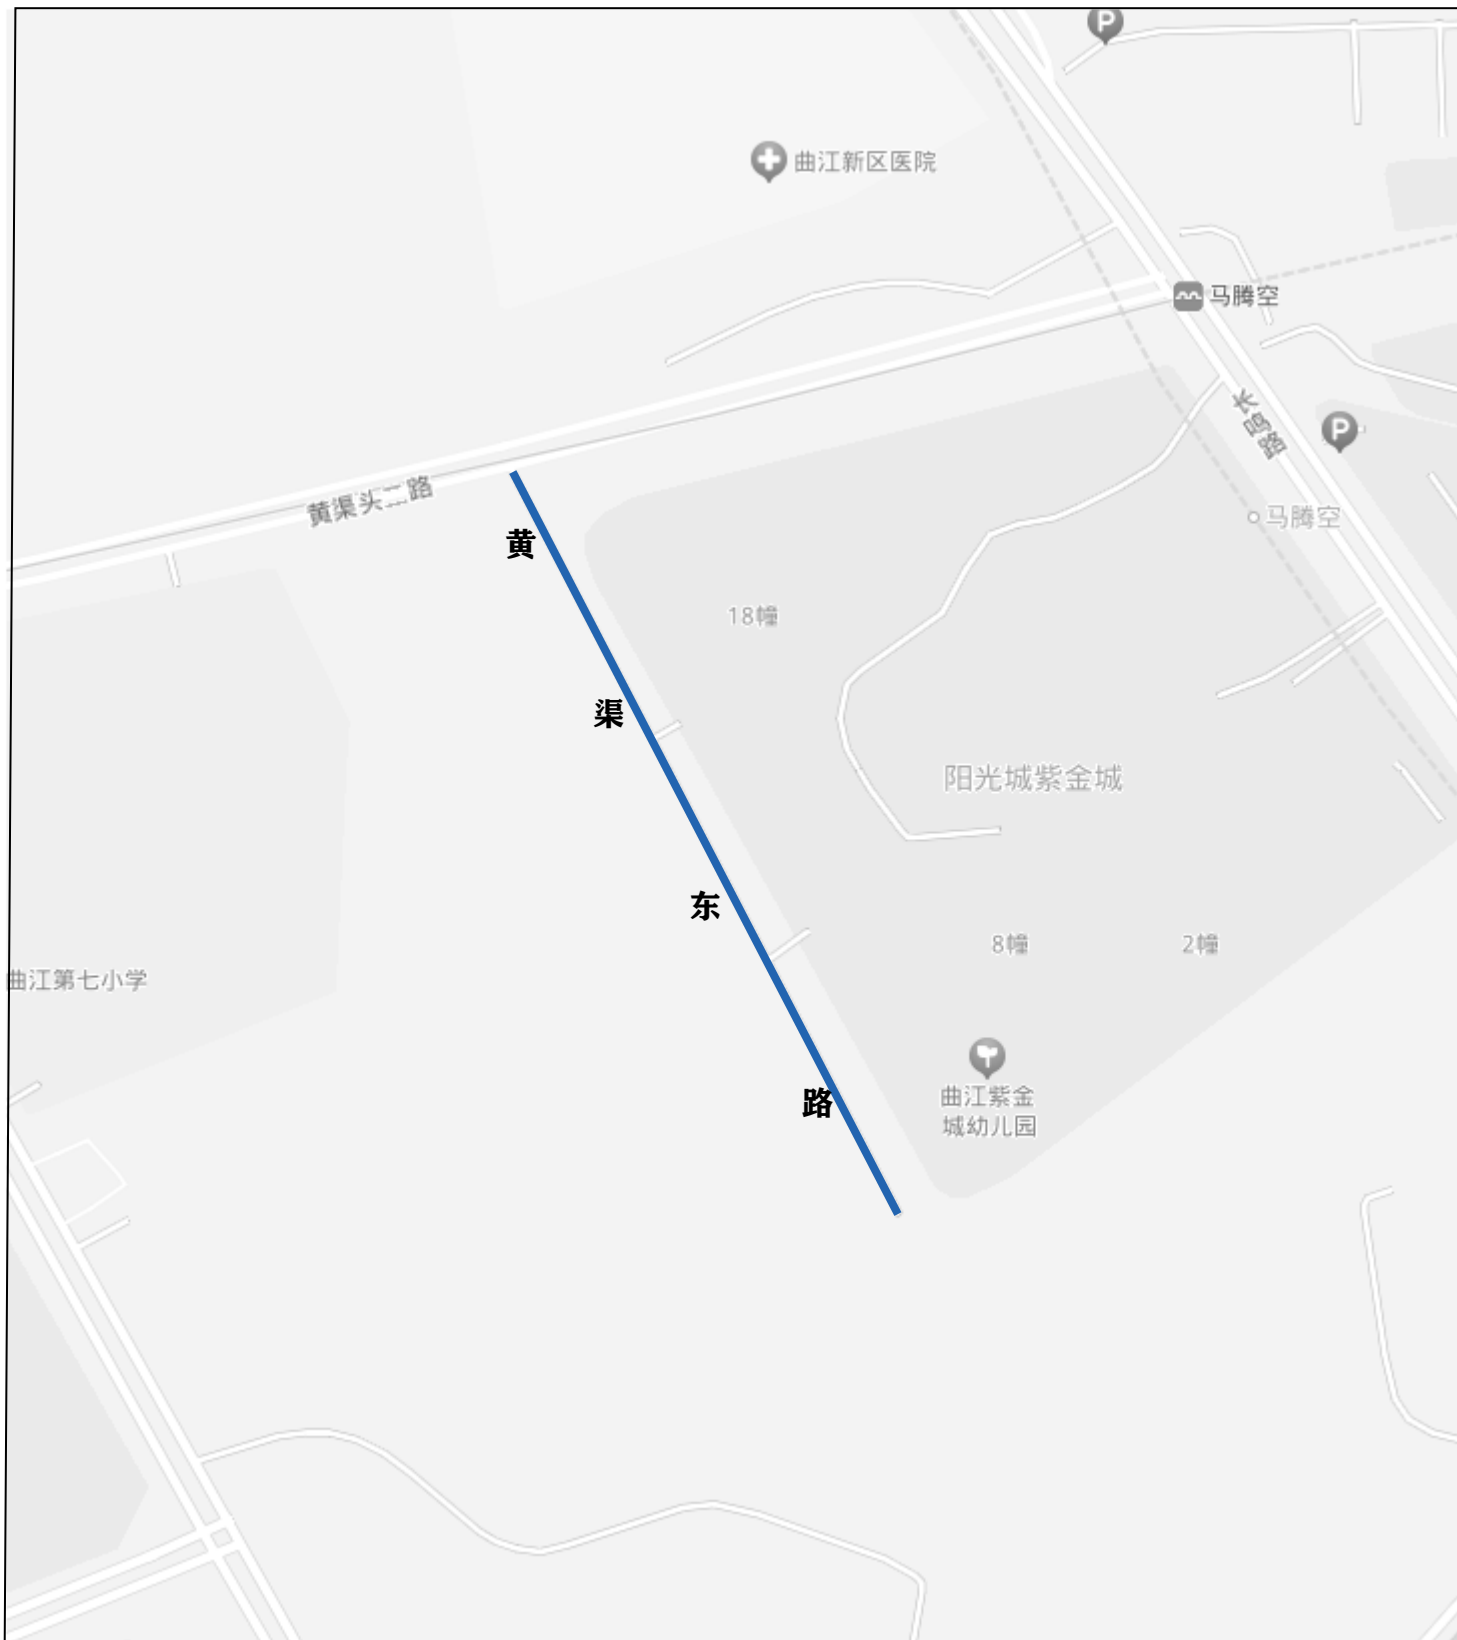 P
曲江新区医院
马腾空
长鸣路
P
黄渠头二路
马腾空
黄渠东路
18幢
阳光城紫金城
8幢
2幢
曲江第七小学
曲江紫金
城幼儿园